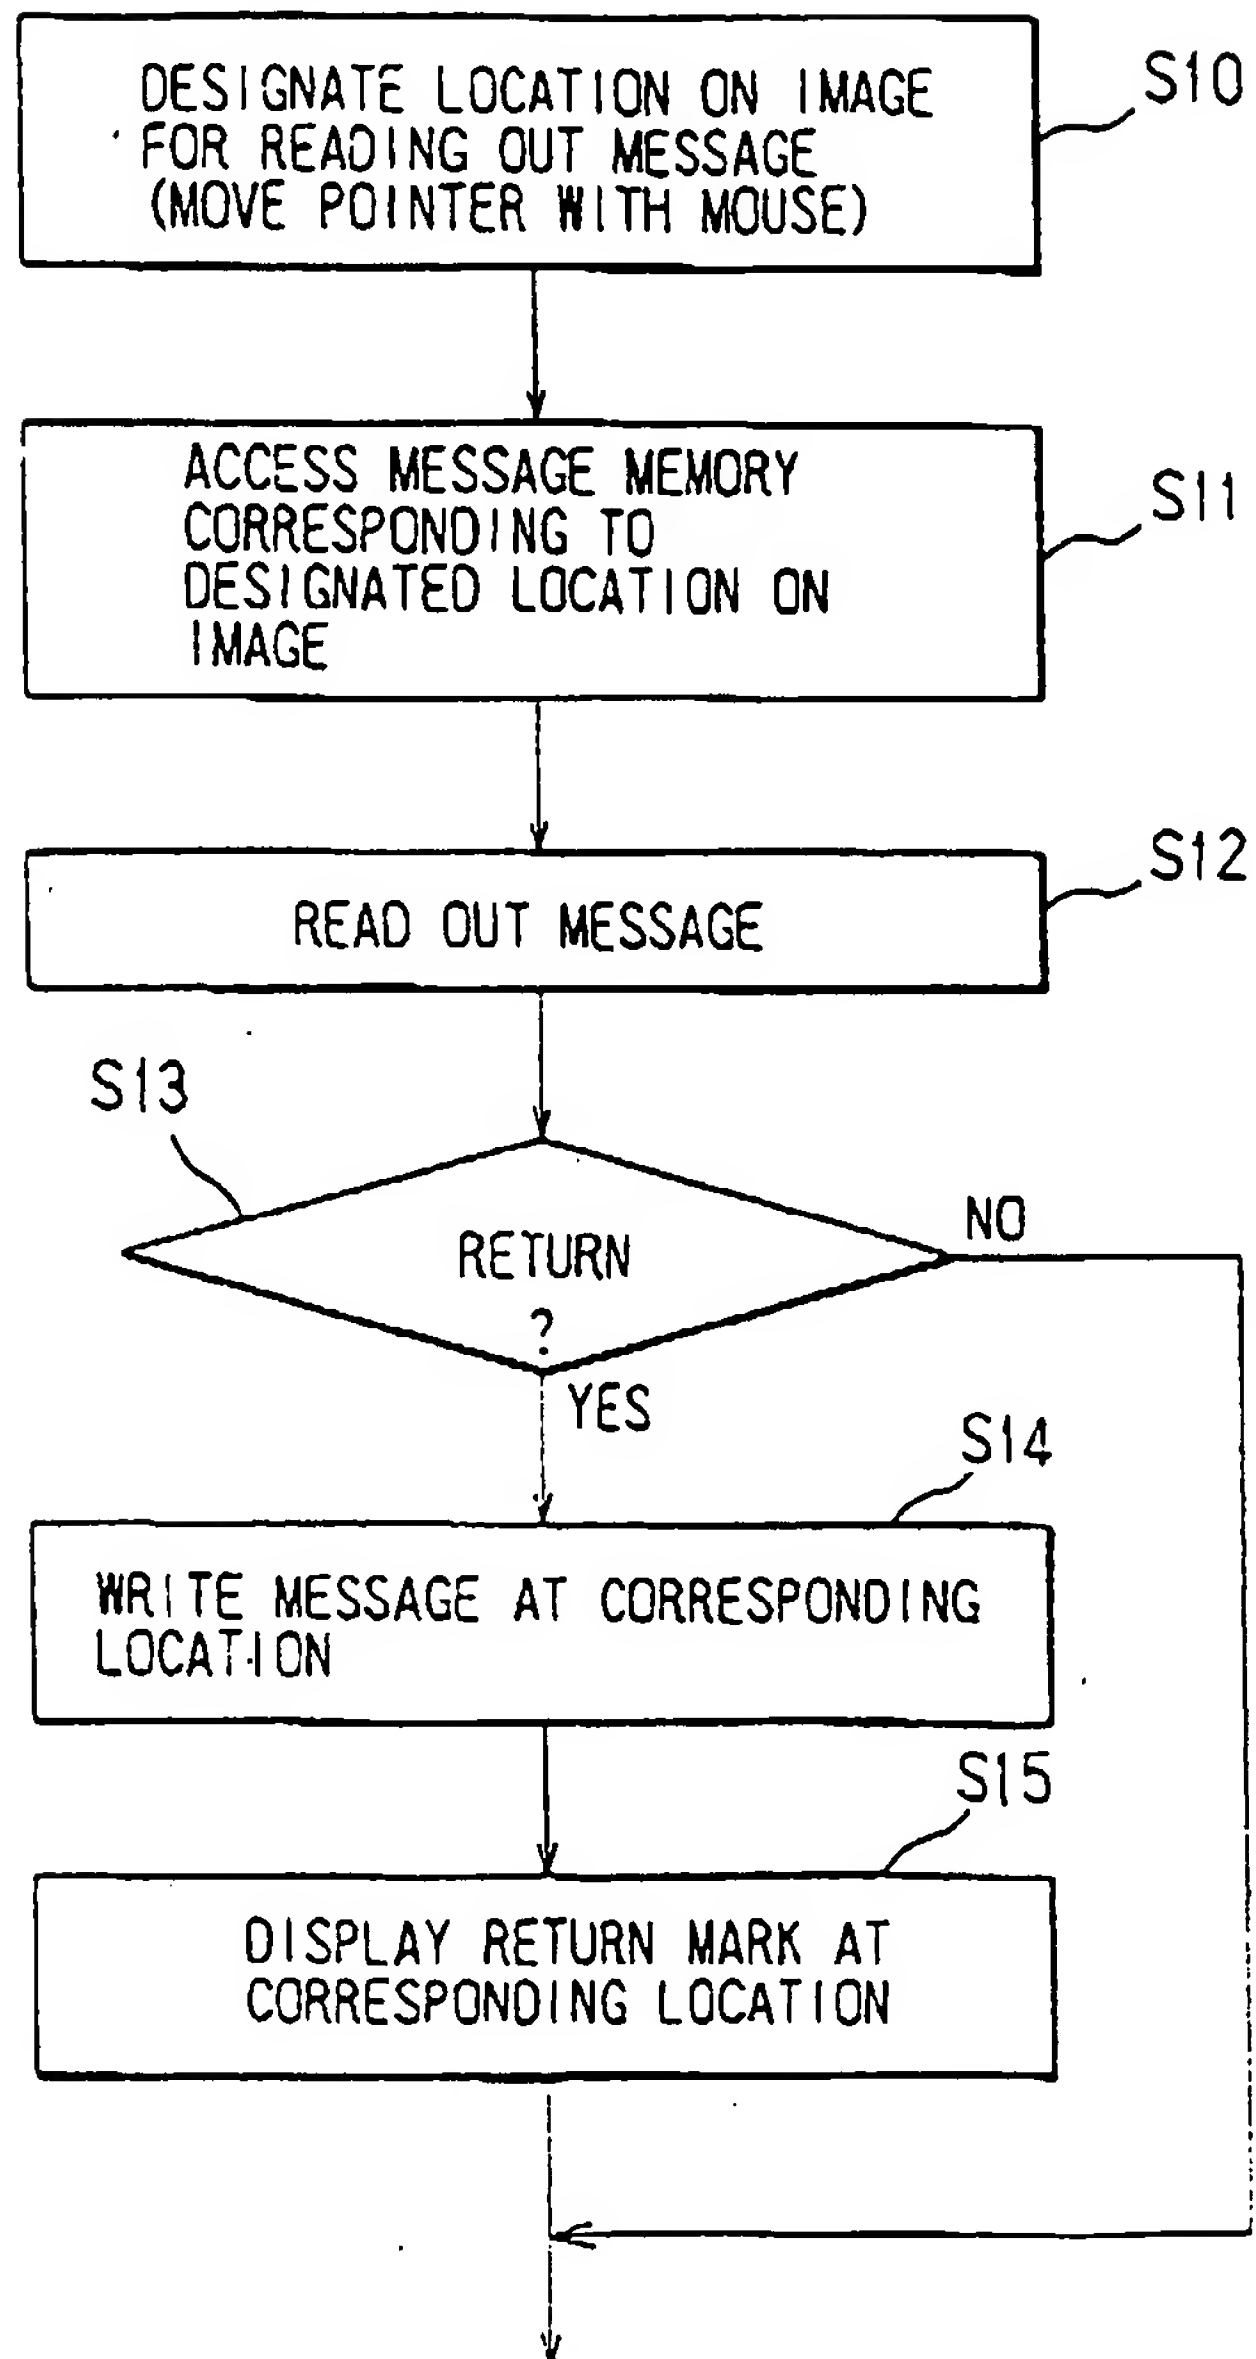 DESIGNATE LOCATION ON IMAGE
FOR READING OUT MESSAGE
(MOVE POINTER WITH MOUSE)
S10
ACCESS MESSAGE MEMORY
CORRESPONDING TO
DESIGNATED LOCATION ON
IMAGE
S11
READ OUT MESSAGE
S12
S13
RETURN
?
NO
YES
S14
WRITE MESSAGE AT CORRESPONDING
LOCATION
S15
DISPLAY RETURN MARK AT
CORRESPONDING LOCATION